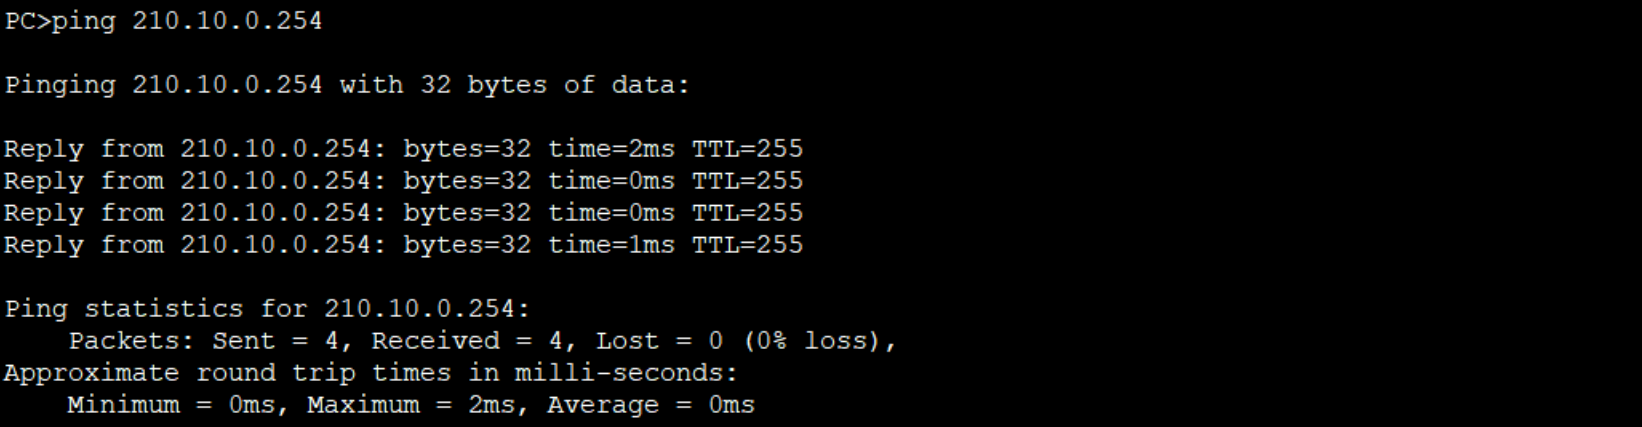 PC>ping 210.10.0.254
Pinging 210.10.0.254 with 32 bytes of data:
Reply from 210.10.0.254: bytes=32 time=2ms TTL=255
Reply from 210.10.0.254: bytes=32 time=0ms TTL=255
Reply from 210.10.0.254: bytes=32 time=0ms TTL=255
Reply from 210.10.0.254: bytes=32 time=1ms TTL=255
Ping statistics for 210.10.0.254:
    Packets: Sent = 4, Received = 4, Lost = 0 (0% loss),
Approximate round trip times in milli-seconds:
    Minimum = 0ms, Maximum = 2ms, Average = 0ms